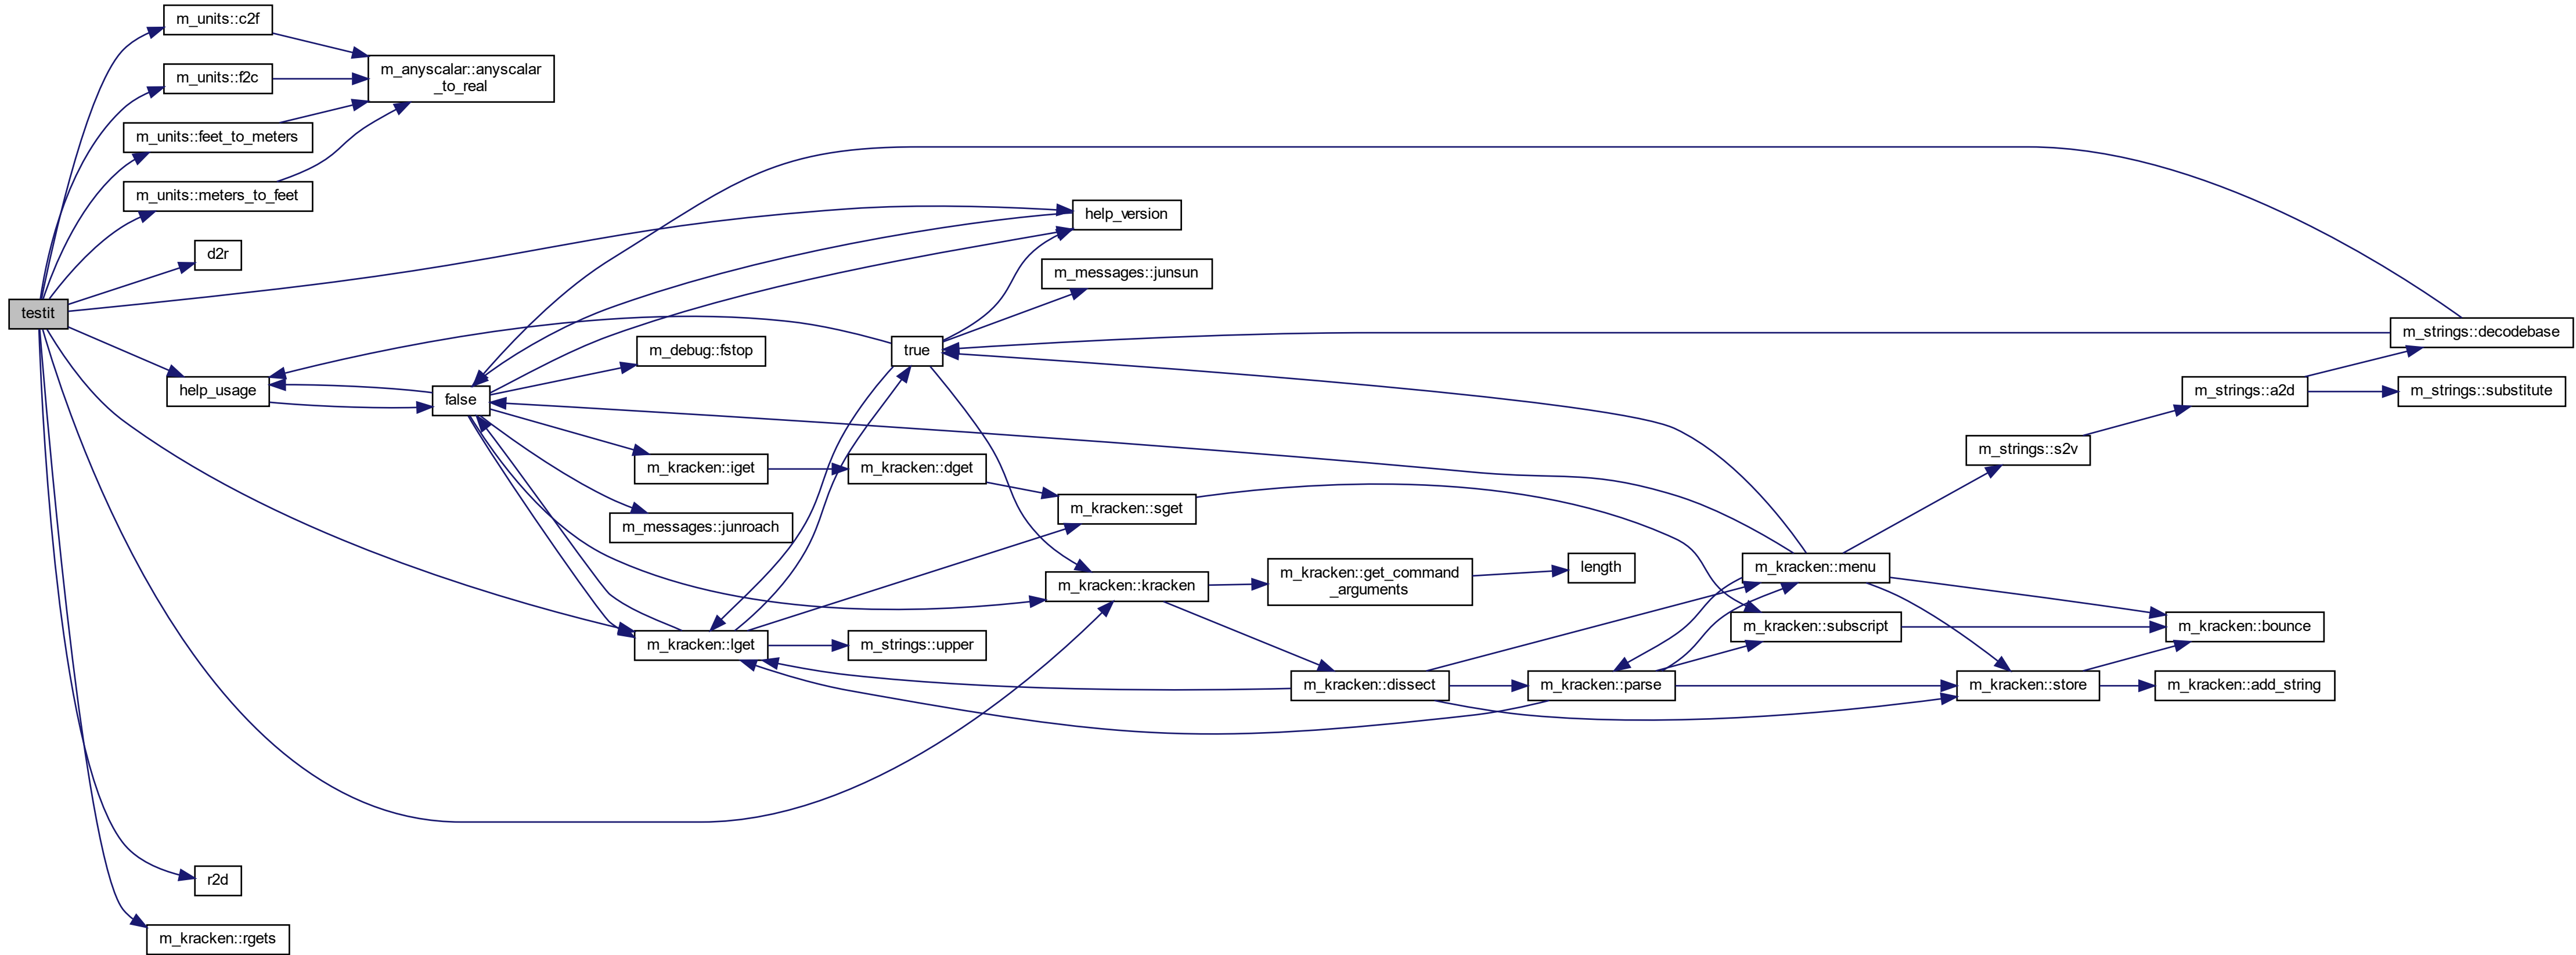 m_units::c2f
m_anyscalar::anyscalar
_to_real
m_units::f2c
m_units::feet_to_meters
m_units::meters_to_feet
help_version
d2r
m_messages::junsun
testit
m_strings::decodebase
m_debug::fstop
true
help_usage
false
m_strings::a2d
m_strings::substitute
m_strings::s2v
m_kracken::iget
m_kracken::dget
m_kracken::sget
m_messages::junroach
m_kracken::kracken
m_kracken::get_command
_arguments
length
m_kracken::menu
m_kracken::subscript
m_kracken::bounce
m_kracken::lget
m_strings::upper
m_kracken::dissect
m_kracken::parse
m_kracken::store
m_kracken::add_string
r2d
m_kracken::rgets